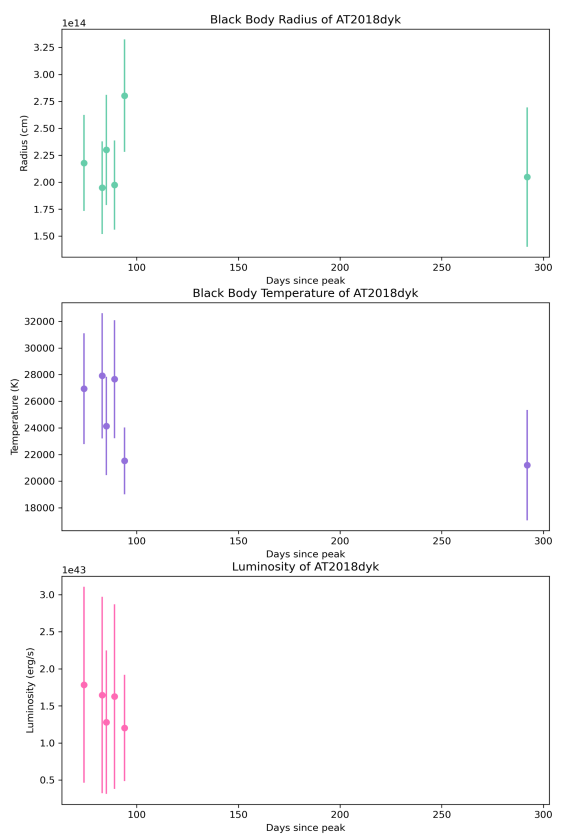 Black Body Radius of AT2018dyk
1e14
3.25
3.00
2.75
2.50
2.25
2.00
1.75
1.50
Radius (cm)
100 150 200 250 300
Days since peak
Black Body Temperature of AT2018dyk
32000
30000
28000
26000
24000
22000
20000
18000
Temperature (K)
100 150 200 250 300
Days since peak
Luminosity of AT2018dyk
1e43
3.0
2.5
2.0
1.5
1.0
0.5
Luminosity (erg/s)
100 150 200 250 300
Days since peak